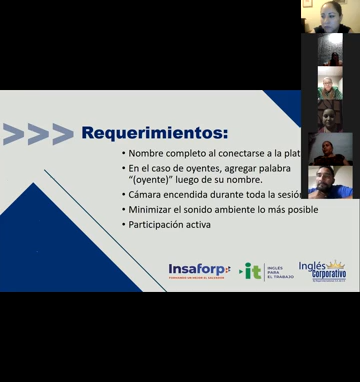 >>> Requerimientos:
• Nombre completo al conectarse a la plat
• En el caso de oyentes, agregar palabra
"(oyente)" luego de su nombre.
• Cámara encendida durante toda la sesión
• Minimizar el sonido ambiente lo más posible
• Participación activa
Insaforp
it INGLÉS PARA EL TRABAJO
Inglés
corporativo